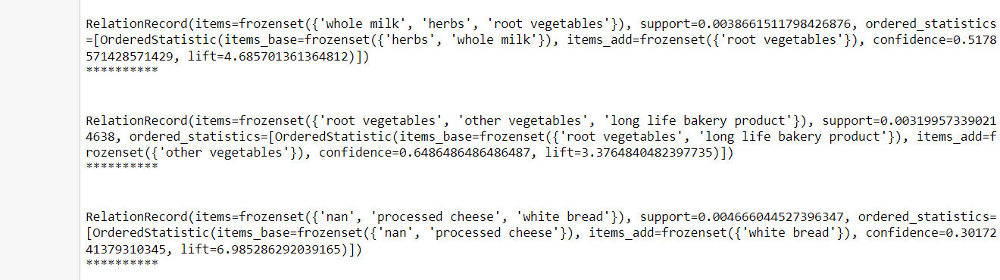 RelationRecord(items=frozenset({'whole milk', 'herbs', 'root vegetables'}), support=0.0038661511798426876, ordered_statistics
=[OrderedStatistic(items_base=frozenset({'herbs', 'whole milk'}), items_add=frozenset({'root vegetables'}), confidence=0.5178
571428571429, lift=4.685701361364812)])
**********
RelationRecord(items=frozenset({'root vegetables', 'other vegetables', 'long life bakery product'}), support=0.00319957339021
4638, ordered_statistics=[OrderedStatistic(items_base=frozenset({'root vegetables', 'long life bakery product'}), items_add=f
rozenset({'other vegetables'}), confidence=0.6486486486486487, lift=3.3764840482397735)])
**********
RelationRecord(items=frozenset({'nan', 'processed cheese', 'white bread'}), support=0.004666044527396347, ordered_statistics=
[OrderedStatistic(items_base=frozenset({'nan', 'processed cheese'}), items_add=frozenset({'white bread'}), confidence=0.30172
41379310345, lift=6.985286292039165)])
**********